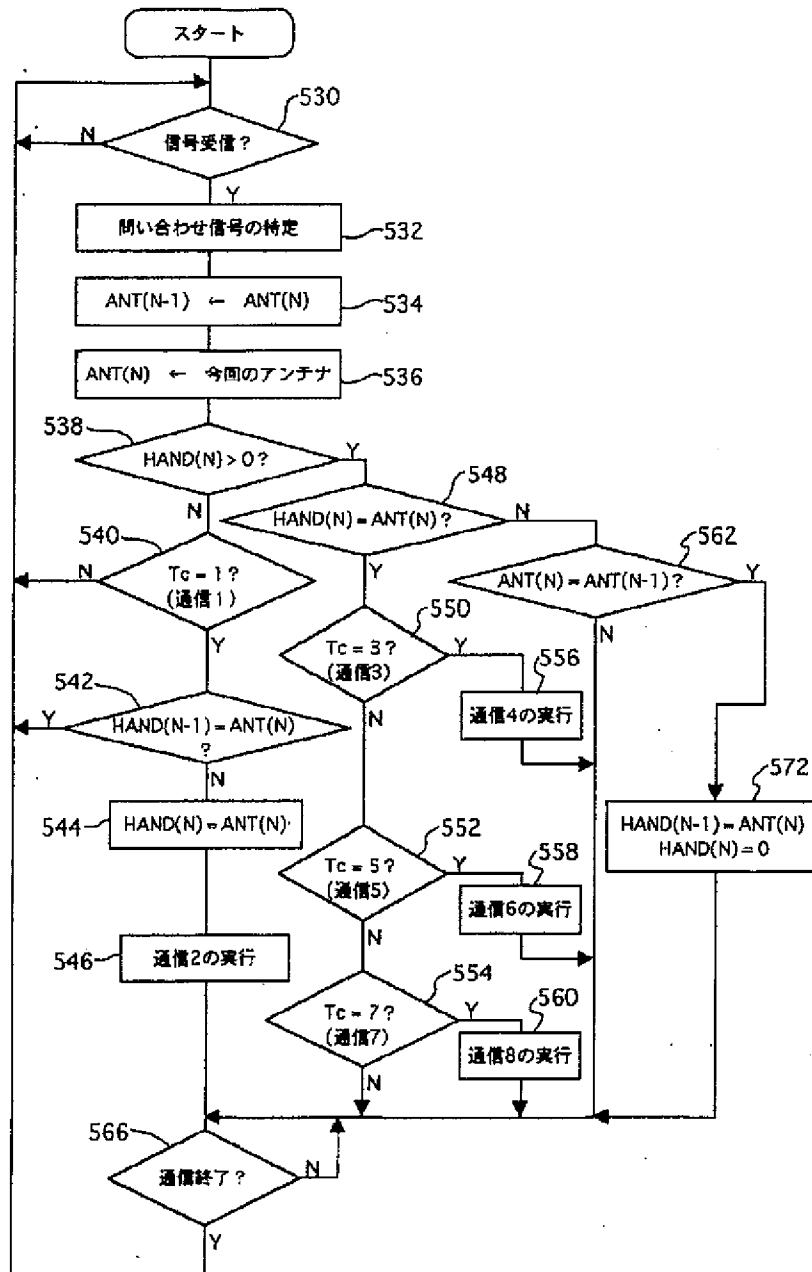 スタート
530
信号受信?
N
Y
問い合わせ信号の特定
532
ANT(N-1) ← ANT(N)
534
ANT(N) ← 今回のアンテナ
536
538
HAND(N) > 0?
Y
N
548
HAND(N) = ANT(N)?
N
Y
540
Tc = 1?
(通信1)
N
Y
562
ANT(N) = ANT(N-1)?
Y
N
550
Tc = 3?
(通信3)
Y
N
556
通信4の実行
542
HAND(N-1) = ANT(N)
?
Y
N
544
HAND(N) = ANT(N)
572
HAND(N-1) = ANT(N)
HAND(N) = 0
552
Tc = 5?
(通信5)
Y
N
558
通信6の実行
546
通信2の実行
554
Tc = 7?
(通信7)
Y
N
560
通信8の実行
566
通信終了?
N
Y